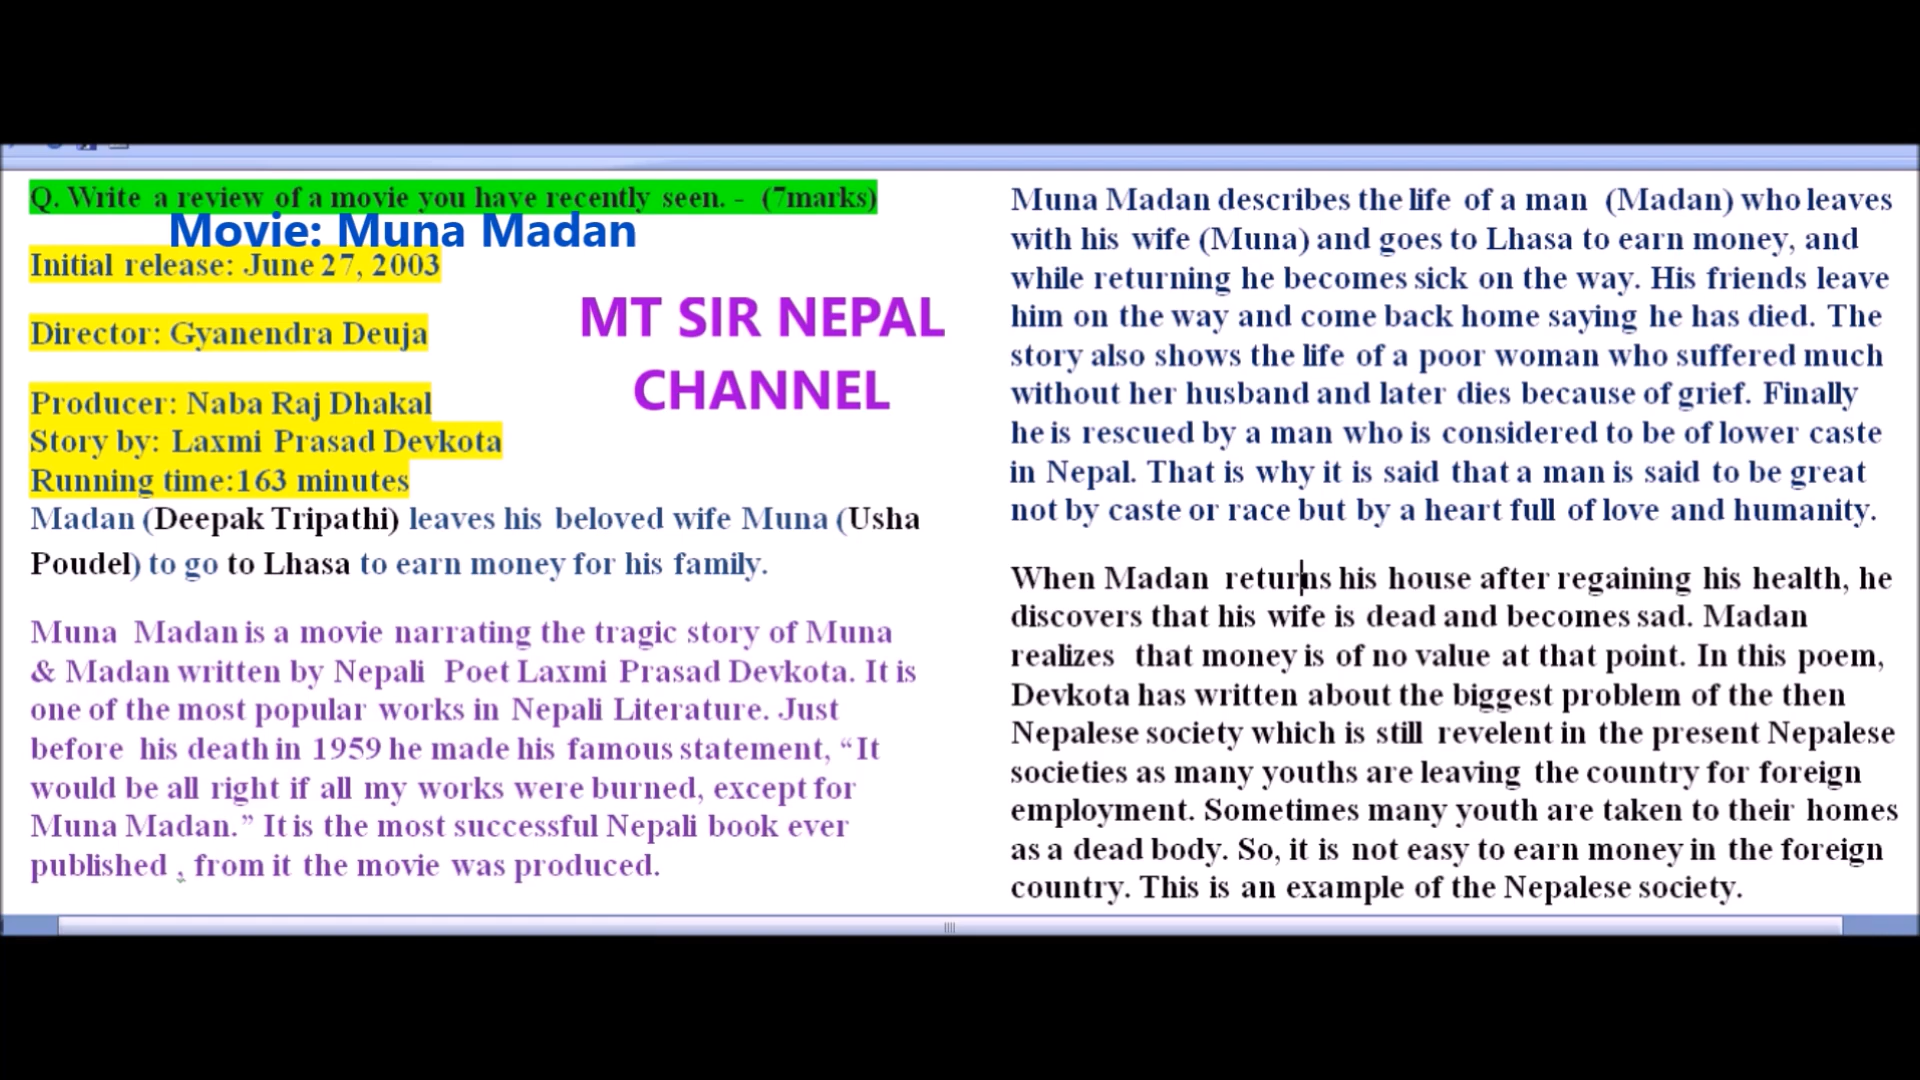 Q. Write a review of a movie you have recently seen. - (7marks)
Movie: Muna Madan
Initial release: June 27, 2003
Director: Gyanendra Deuja
MT SIR NEPAL
CHANNEL
Producer: Naba Raj Dhakal
Story by: Laxmi Prasad Devkota
Running time:163 minutes
Madan (Deepak Tripathi) leaves his beloved wife Muna (Usha
Poudel) to go to Lhasa to earn money for his family.
Muna Madan is a movie narrating the tragic story of Muna
& Madan written by Nepali Poet Laxmi Prasad Devkota. It is
one of the most popular works in Nepali Literature. Just
before his death in 1959 he made his famous statement, “It
would be all right if all my works were burned, except for
Muna Madan.” It is the most successful Nepali book ever
published , from it the movie was produced.
Muna Madan describes the life of a man (Madan) who leaves
with his wife (Muna) and goes to Lhasa to earn money, and
while returning he becomes sick on the way. His friends leave
him on the way and come back home saying he has died. The
story also shows the life of a poor woman who suffered much
without her husband and later dies because of grief. Finally
he is rescued by a man who is considered to be of lower caste
in Nepal. That is why it is said that a man is said to be great
not by caste or race but by a heart full of love and humanity.
When Madan returns his house after regaining his health, he
discovers that his wife is dead and becomes sad. Madan
realizes that money is of no value at that point. In this poem,
Devkota has written about the biggest problem of the then
Nepalese society which is still revelent in the present Nepalese
societies as many youths are leaving the country for foreign
employment. Sometimes many youth are taken to their homes
as a dead body. So, it is not easy to earn money in the foreign
country. This is an example of the Nepalese society.